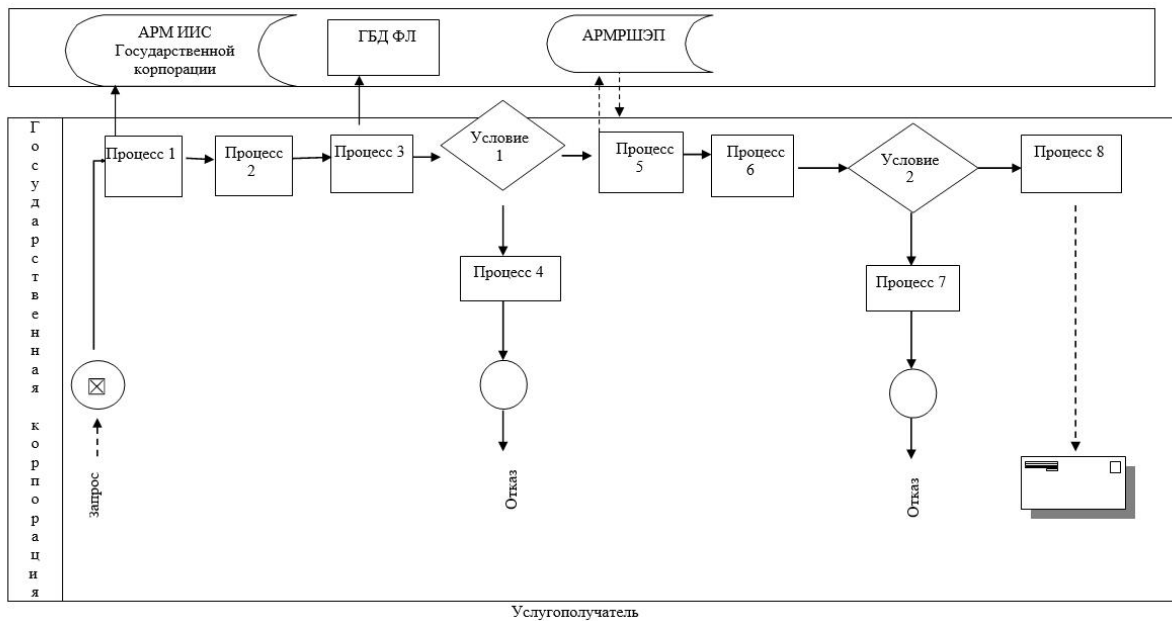 АРМ ИИС
Государственной
корпорации
ГБД ФЛ
АРМРШЭП
Государственная корпорация
Процесс 1
Процесс
2
Процесс 3
Условие
1
Процесс
5
Процесс
6
Условие
2
Процесс 8
Процесс 4
Процесс 7
Запрос
Отказ
Отказ
Услугополучатель